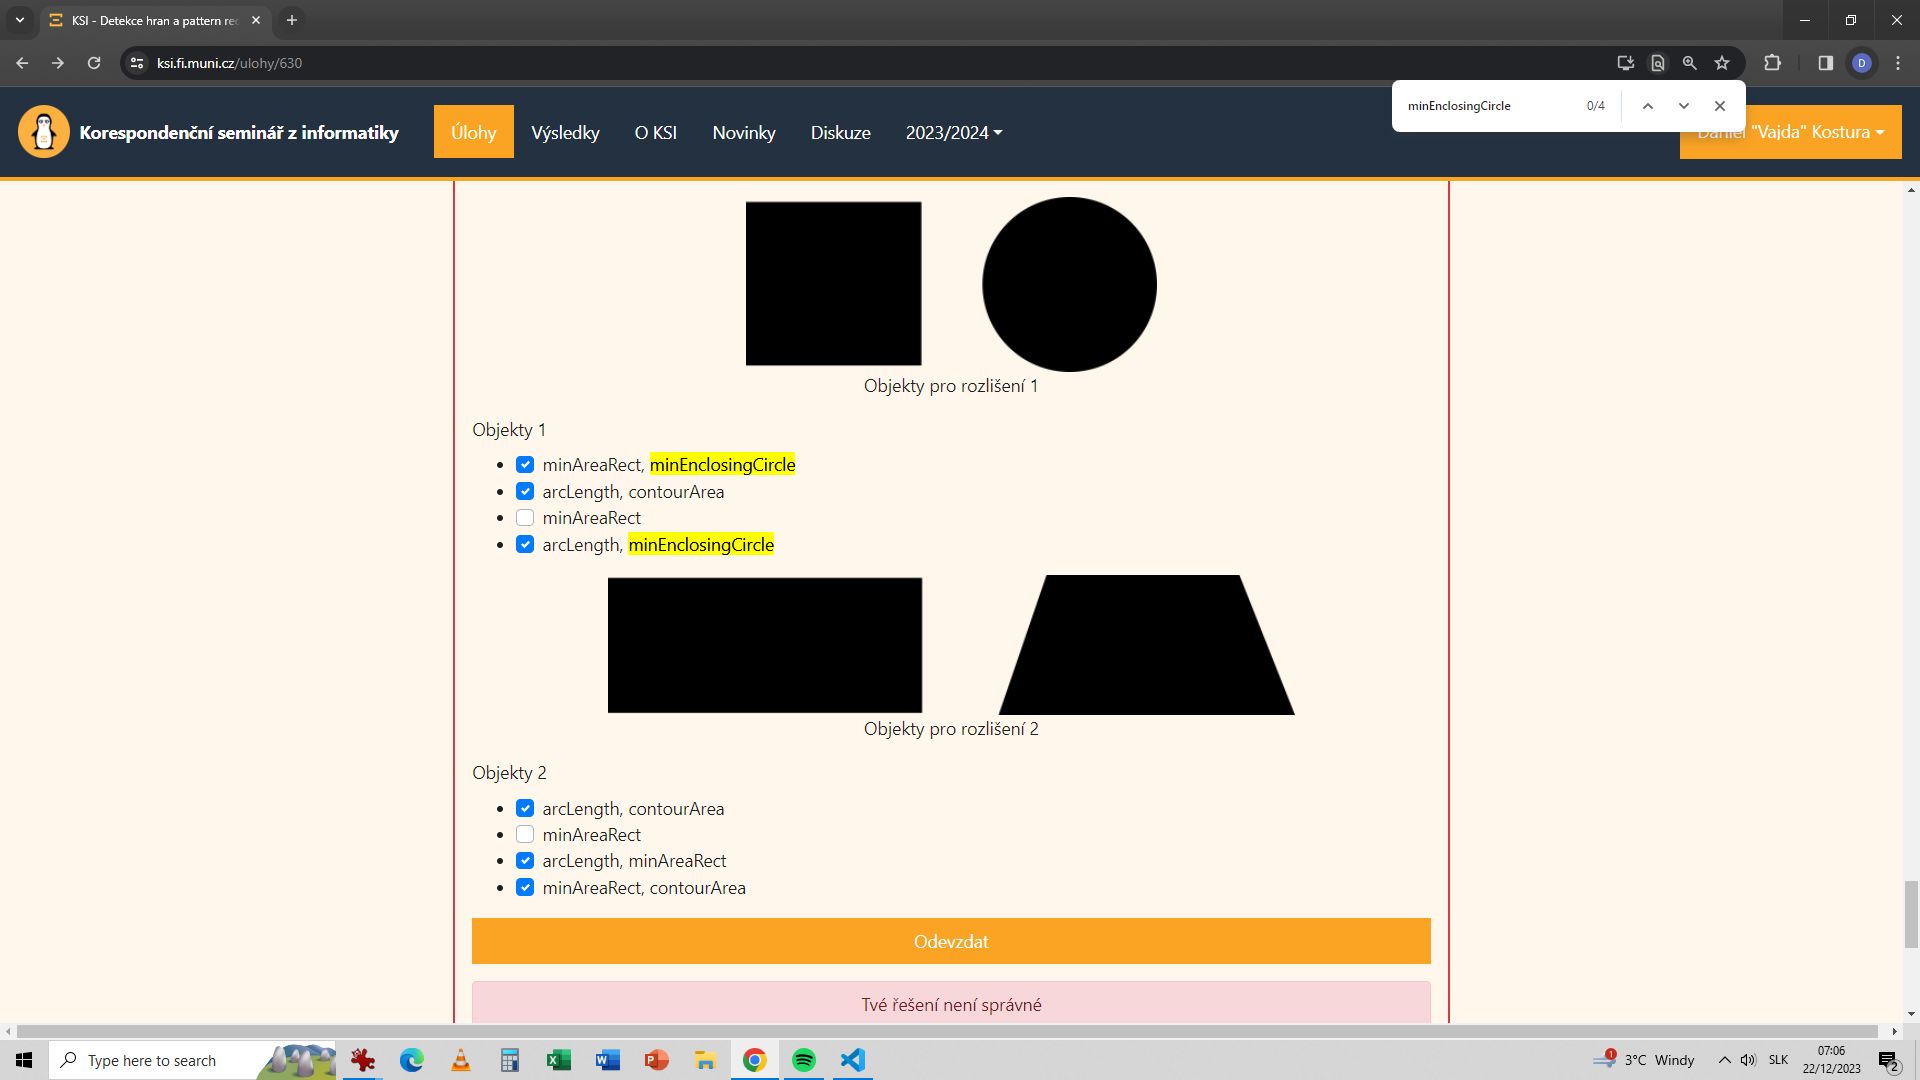 KSI - Detekce hran a pattern rec
ksi.fi.muni.cz/ulohy/630
D
minEnclosingCircle 0/4
Korespondenční seminář z informatiky Úlohy Výsledky O KSI Novinky Diskuze 2023/2024 Daniel "Vajda" Kostura
Objekty pro rozlišení 1
Objekty 1
minAreaRect, minEnclosingCircle
arcLength, contourArea
minAreaRect
arcLength, minEnclosingCircle
Objekty pro rozlišení 2
Objekty 2
arcLength, contourArea
minAreaRect
arcLength, minAreaRect
minAreaRect, contourArea
Odevzdat
Tvé řešení není správné
Type here to search
1
3°C Windy
SLK
07:06
22/12/2023
2